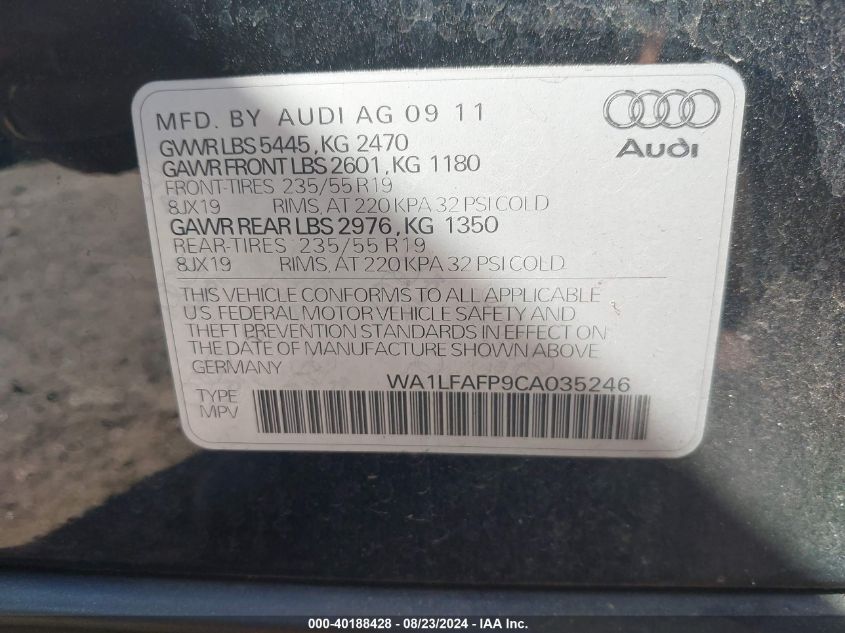 MFD. BY AUDI AG 09 11
GVWR LBS 5445, KG 2470
GAWR FRONT LBS 2601, KG 1180
FRONT-TIRES 235/55 R19
8JX19 RIMS, AT 220 KPA 32 PSI COLD
GAWR REAR LBS 2976, KG 1350
REAR-TIRES 235/55 R19
8JX19 RIMS, AT 220 KPA 32 PSI COLD
Audi
THIS VEHICLE CONFORMS TO ALL APPLICABLE
U.S. FEDERAL MOTOR VEHICLE SAFETY AND
THEFT PREVENTION STANDARDS IN EFFECT ON
THE DATE OF MANUFACTURE SHOWN ABOVE
GERMANY
WA1LFAFP9CA035246
TYPE
MPV
000-40188428 - 08/23/2024 - IAA Inc.